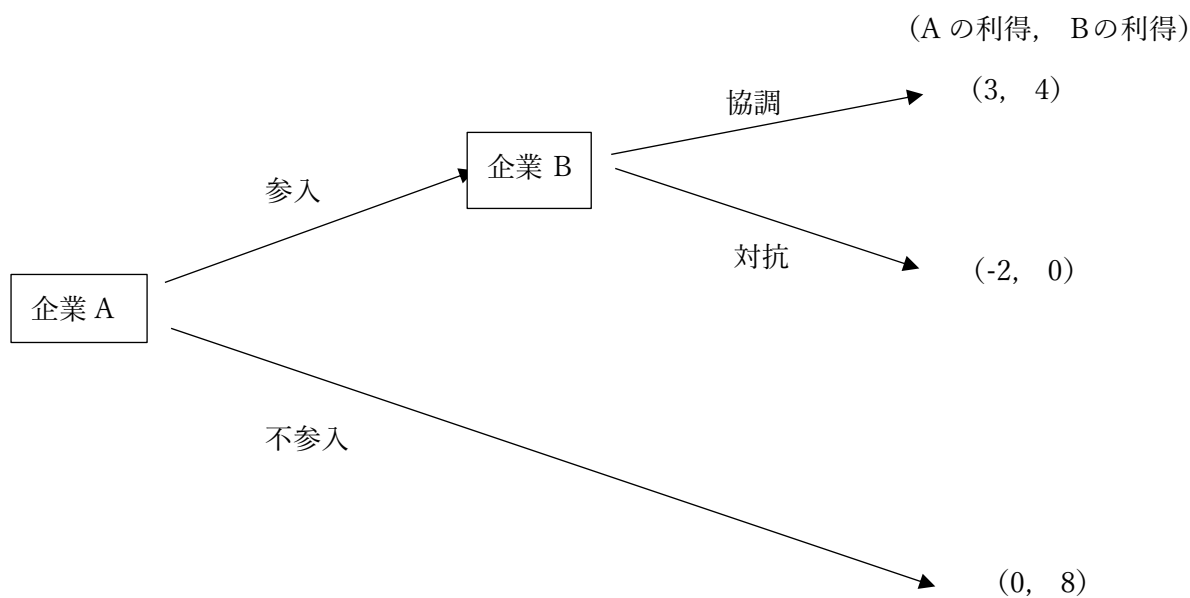 (Aの利得, Bの利得)
協調
(3, 4)
企業 B
参入
対抗
(-2, 0)
企業 A
不参入
(0, 8)